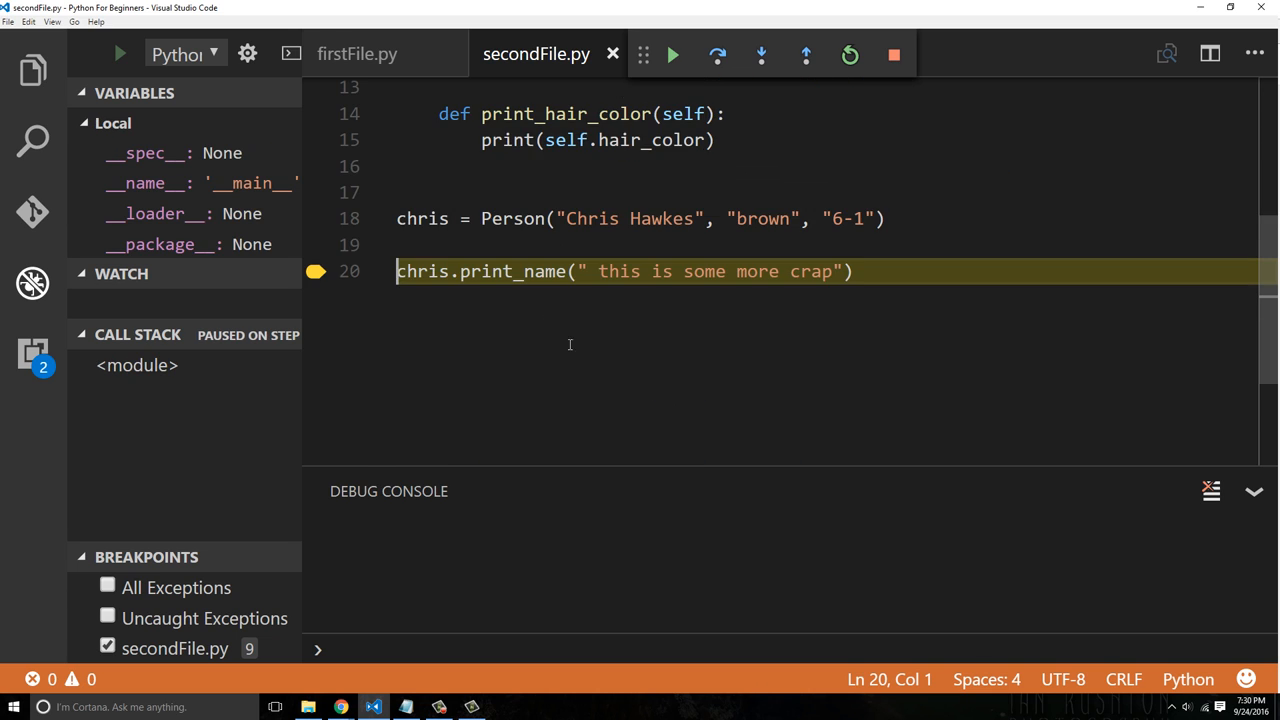 secondFile.py - Python For Beginners - Visual Studio Code
File Edit View Go Help
Python
firstFile.py
secondFile.py
VARIABLES
Local
__spec__: None
__name__: '__main__'
__loader__: None
__package__: None
WATCH
CALL STACK PAUSED ON STEP
<module>
BREAKPOINTS
All Exceptions
Uncaught Exceptions
secondFile.py 9
2
13
14 def print_hair_color(self):
15 print(self.hair_color)
16
17
18 chris = Person("Chris Hawkes", "brown", "6-1")
19
20 chris.print_name(" this is some more crap")
DEBUG CONSOLE
0 0
Ln 20, Col 1 Spaces: 4 UTF-8 CRLF Python
I'm Cortana. Ask me anything.
7:30 PM
9/24/2016